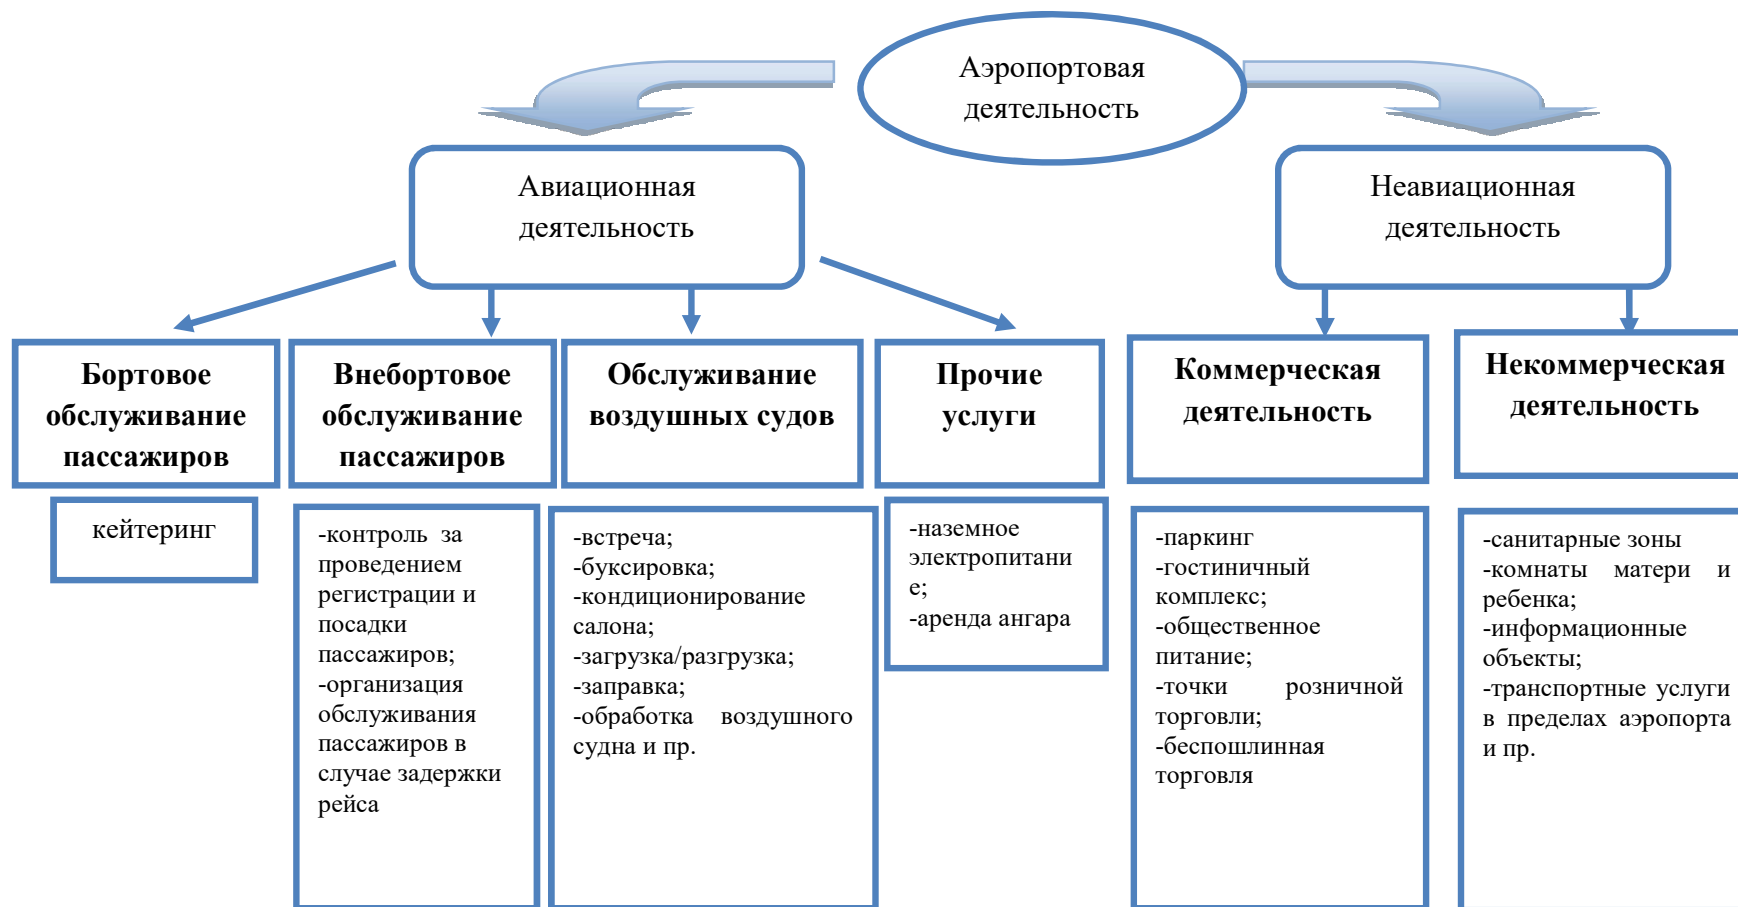 Аэропортовая
деятельность
Авиационная
деятельность
Неавиационная
деятельность
Бортовое
обслуживание
пассажиров
Внебортовое
обслуживание
пассажиров
Обслуживание
воздушных судов
Прочие
услуги
Коммерческая
деятельность
Некоммерческая
деятельность
кейтеринг
-контроль за
проведением
регистрации и
посадки
пассажиров;
-организация
обслуживания
пассажиров в
случае задержки
рейса
-встреча;
-буксировка;
-кондиционирование
салона;
-загрузка/разгрузка;
-заправка;
-обработка воздушного
судна и пр.
-наземное
электропитани
е;
-аренда ангара
-паркинг
-гостиничный
комплекс;
-общественное
питание;
-точки розничной
торговли;
-беспошлинная
торговля
-санитарные зоны
-комнаты матери и
ребенка;
-информационные
объекты;
-транспортные услуги
в пределах аэропорта
и пр.